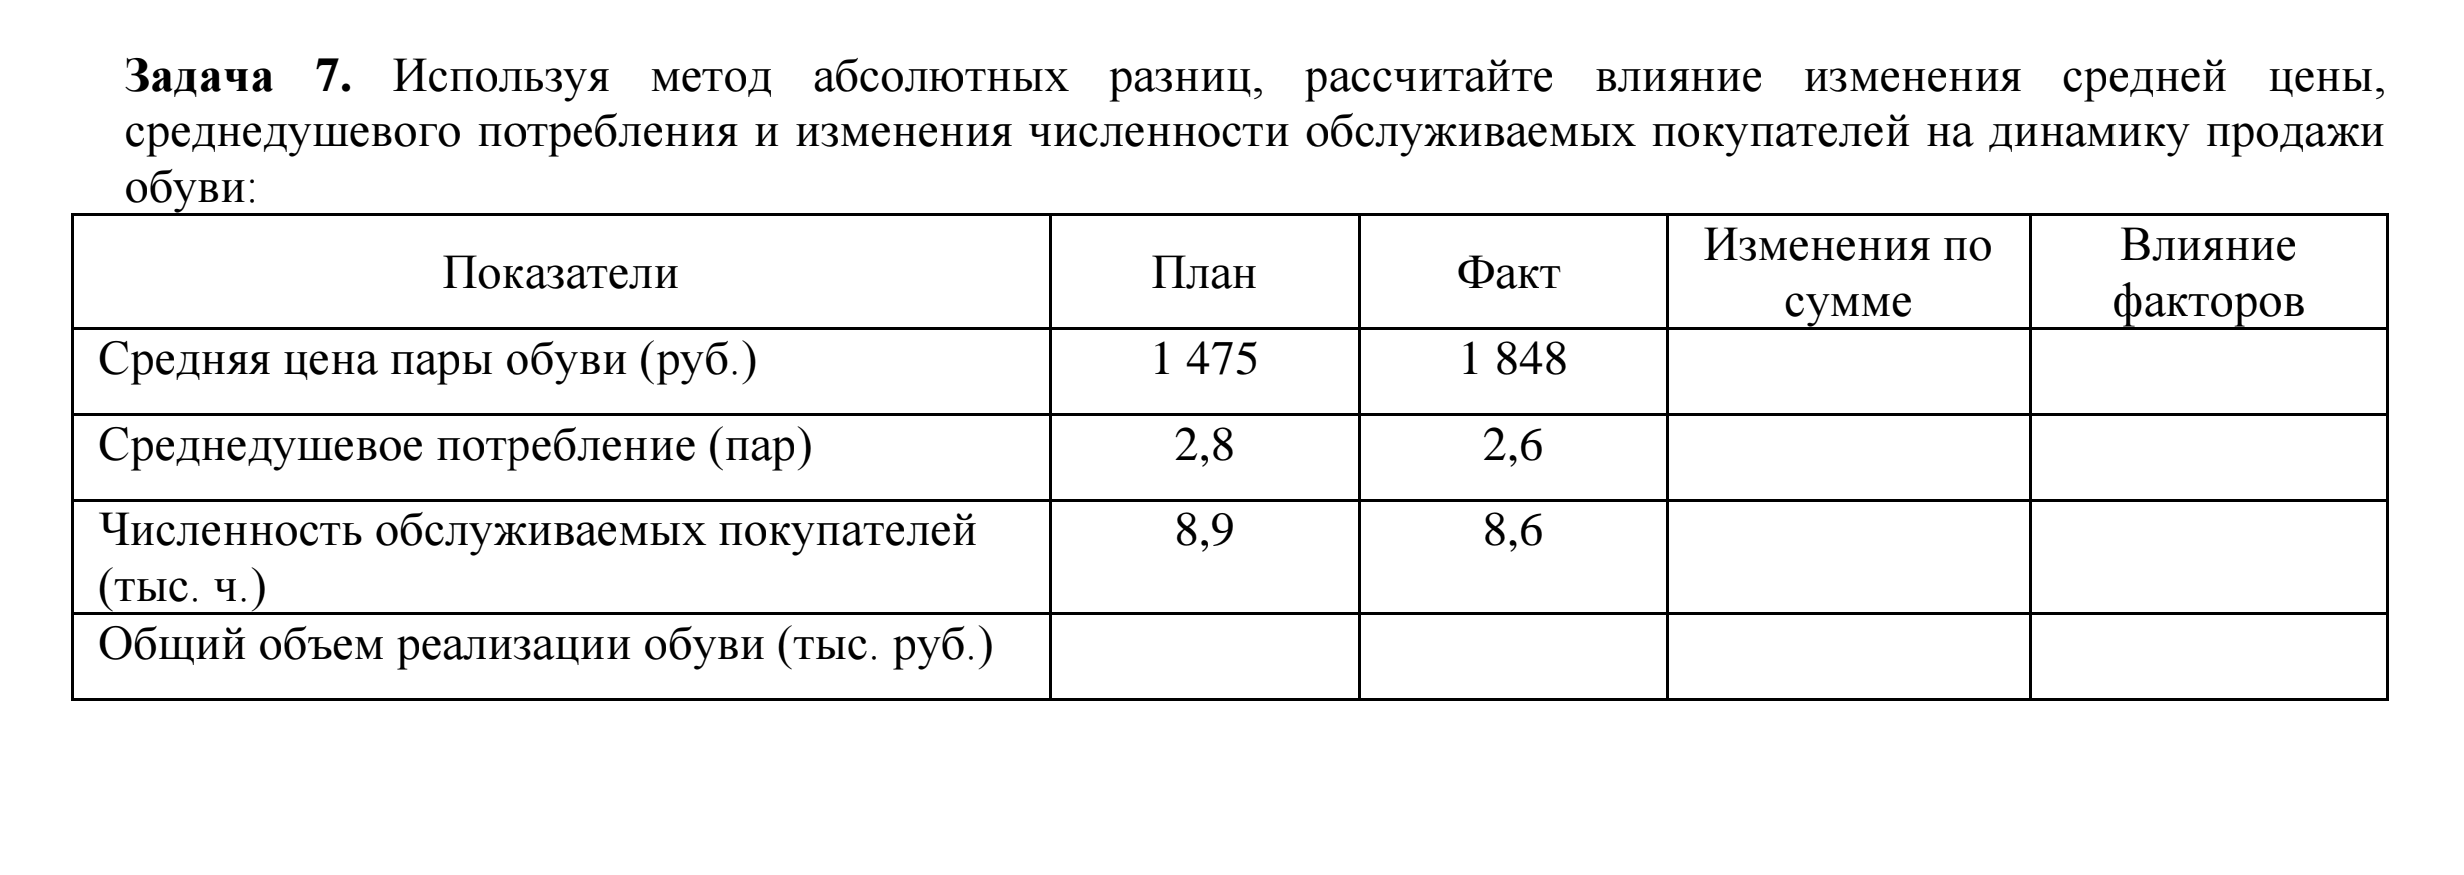 Задача 7. Используя метод абсолютных разниц, рассчитайте влияние изменения средней цены,
среднедушевого потребления и изменения численности обслуживаемых покупателей на динамику продажи
обуви:
Показатели План Факт Изменения по сумме Влияние факторов
Средняя цена пары обуви (руб.) 1 475 1 848
Среднедушевое потребление (пар) 2,8 2,6
Численность обслуживаемых покупателей 8,9 8,6
(тыс. ч.)
Общий объем реализации обуви (тыс. руб.)